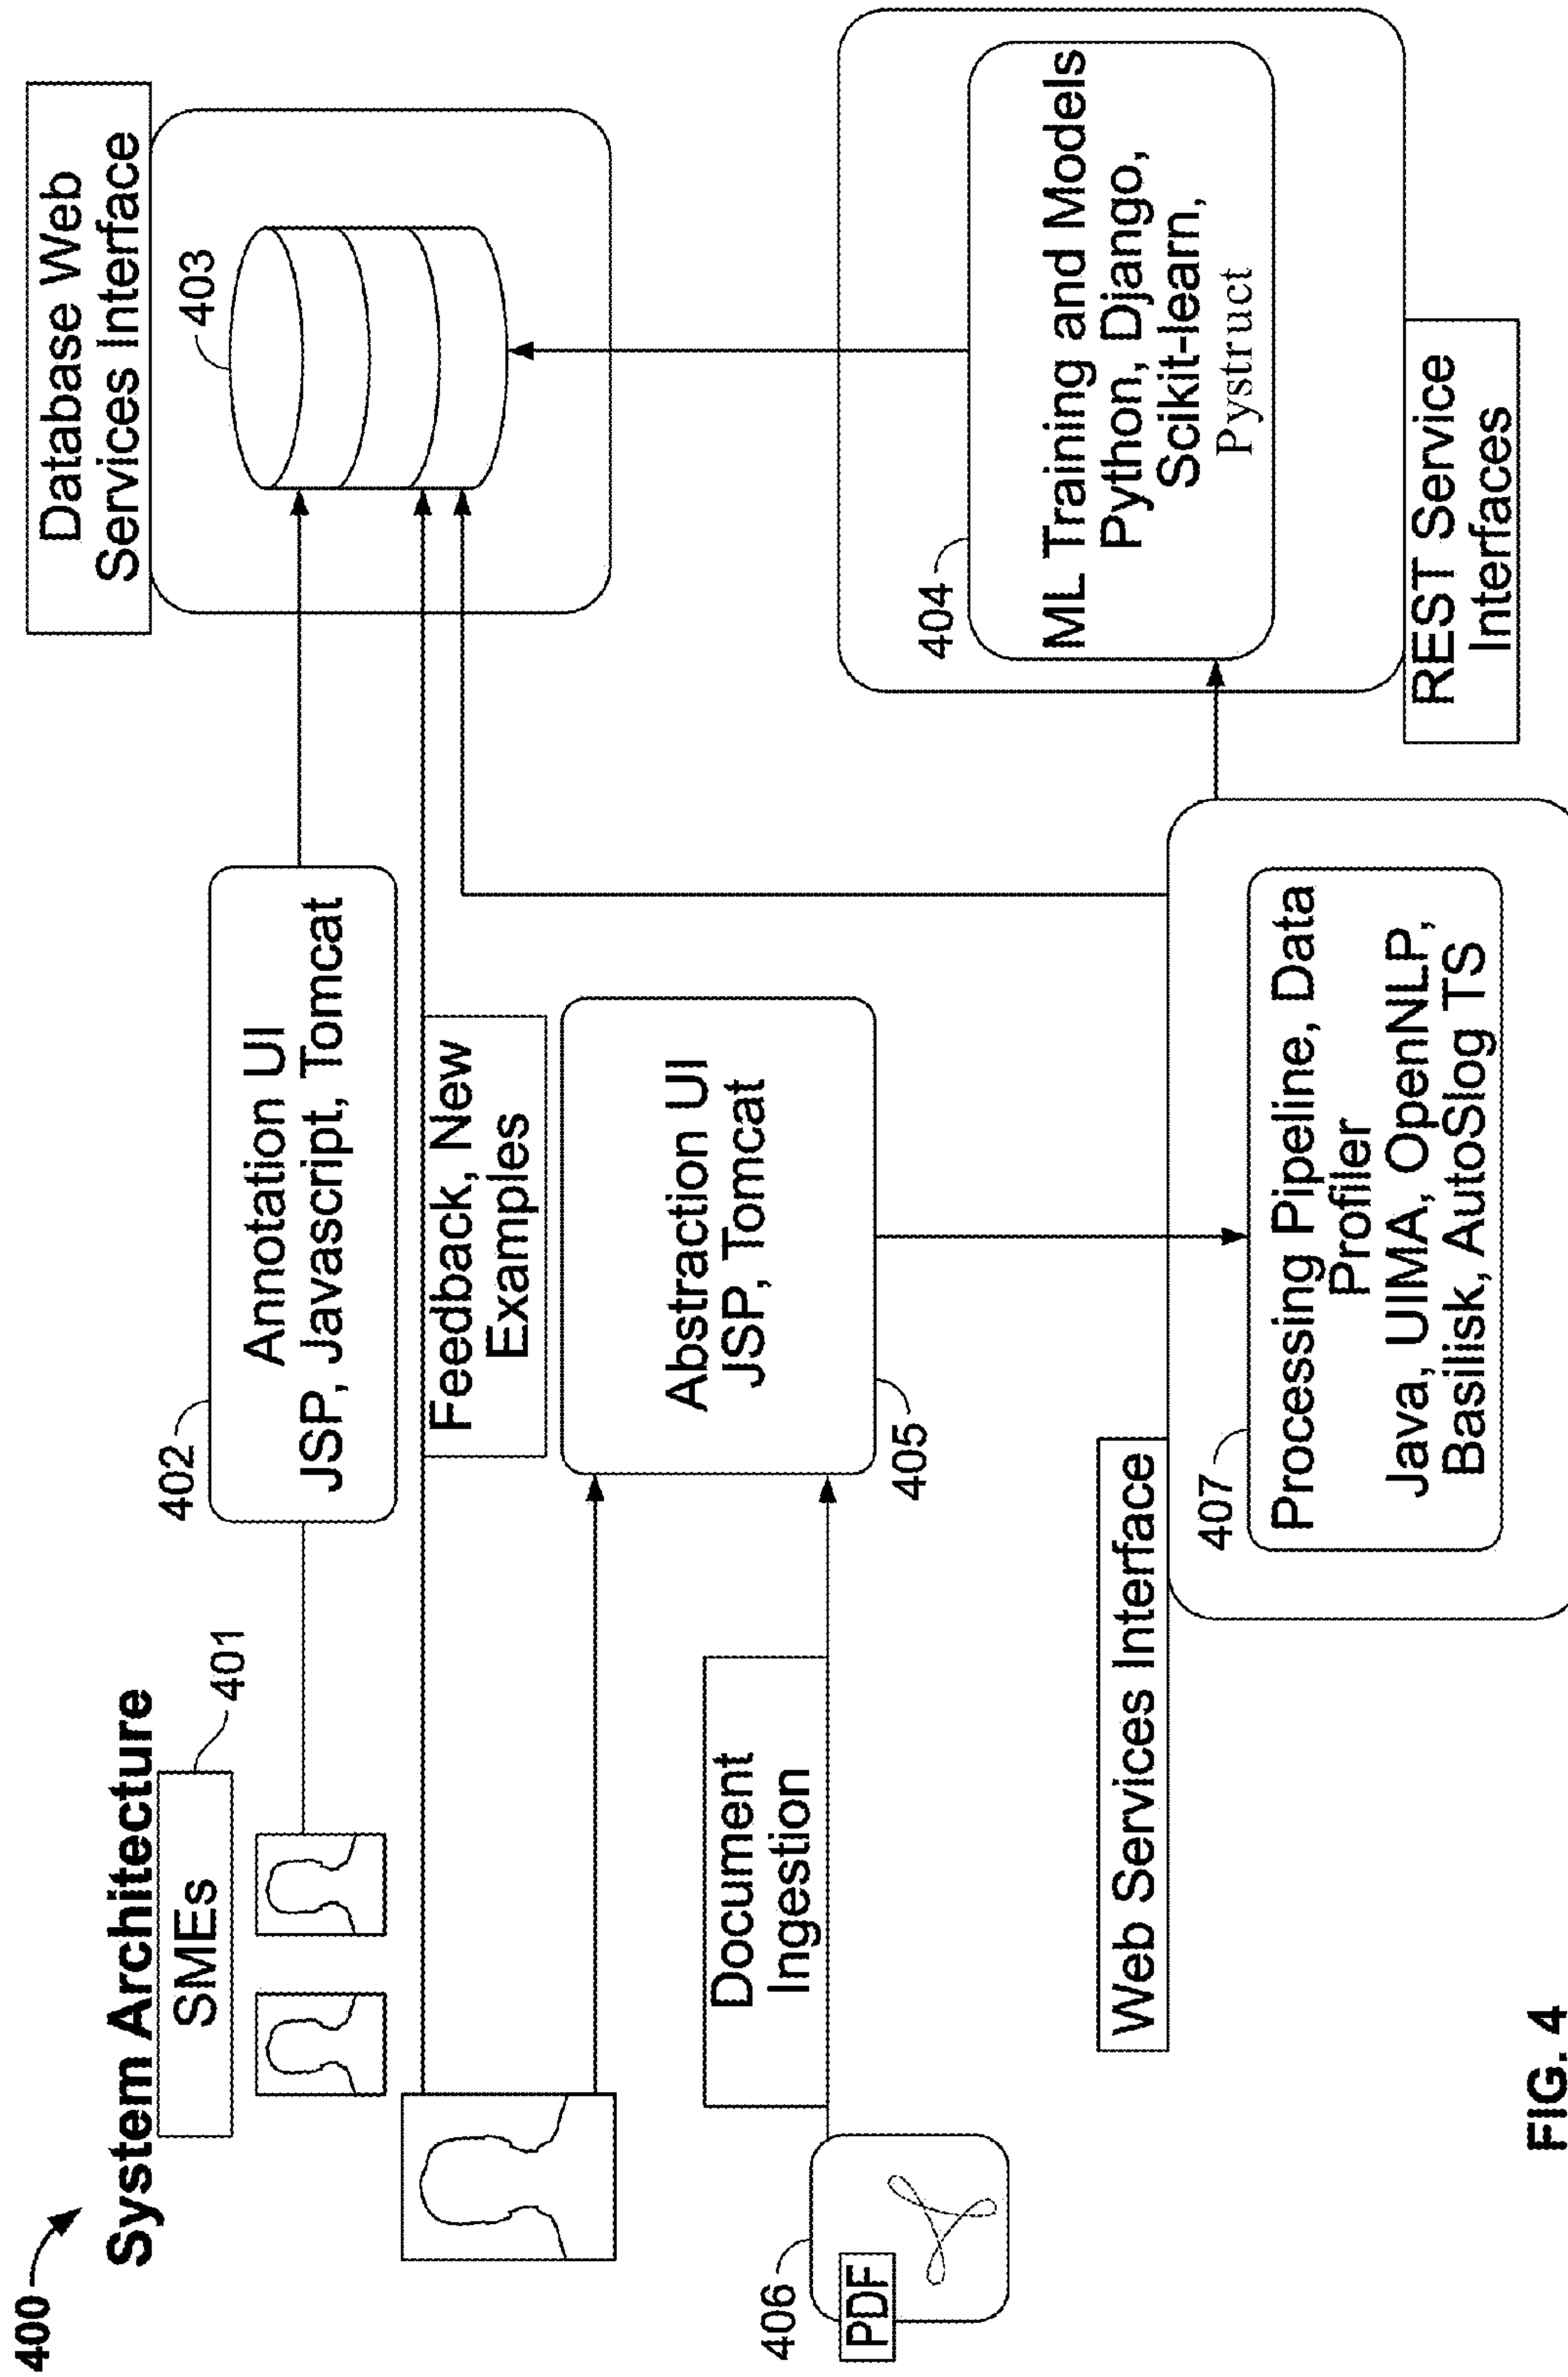 400
System Architecture
SMEs
401
402
Annotation UI
JSP, Javascript, Tomcat
Database Web
Services Interface
403
Feedback, New
Examples
Abstraction UI
JSP, Tomcat
405
Document
Ingestion
406
PDF
404
ML Training and Models
Python, Django,
Scikit-learn,
Pystruct
REST Service
Interfaces
Web Services Interface
407
Processing Pipeline, Data
Profiler
Java, UIMA, OpenNLP,
Basilisk, AutoSlog TS
FIG. 4